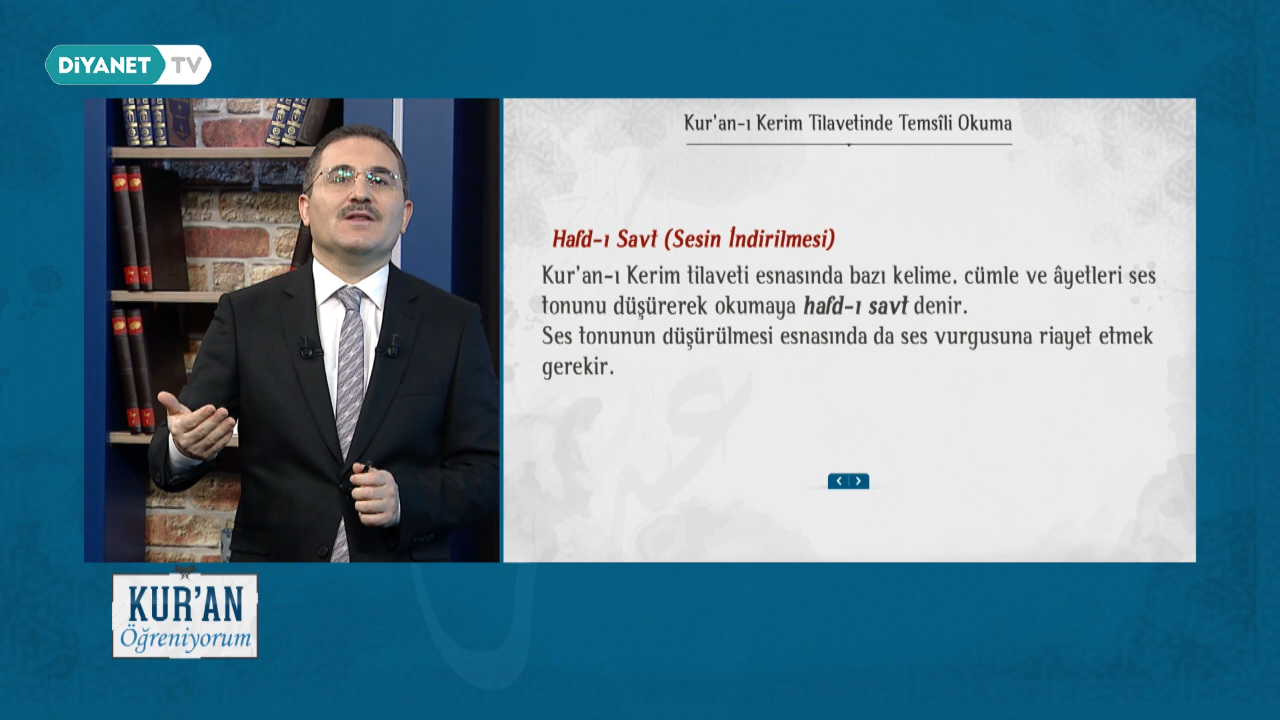 DİYANET TV
Kur'an-ı Kerim Tilavetinde Temsîli Okuma
Hafd-ı Savt (Sesin İndirilmesi)
Kur'an-ı Kerim tilaveti esnasında bazı kelime, cümle ve âyetleri ses
tonunu düşürerek okumaya hafd-ı savt denir.
Ses tonunun düşürülmesi esnasında da ses vurgusuna riayet etmek
gerekir.
KUR'AN
Öğreniyorum